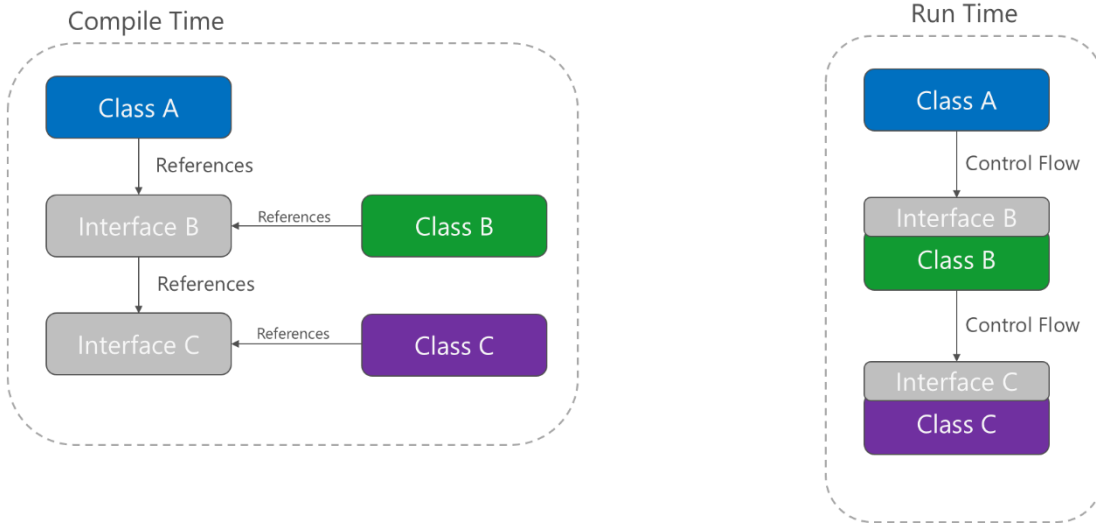 Compile Time
Class A
References
Interface B
References
Class B
References
Interface C
References
Class C
Run Time
Class A
Control Flow
Interface B
Class B
Control Flow
Interface C
Class C